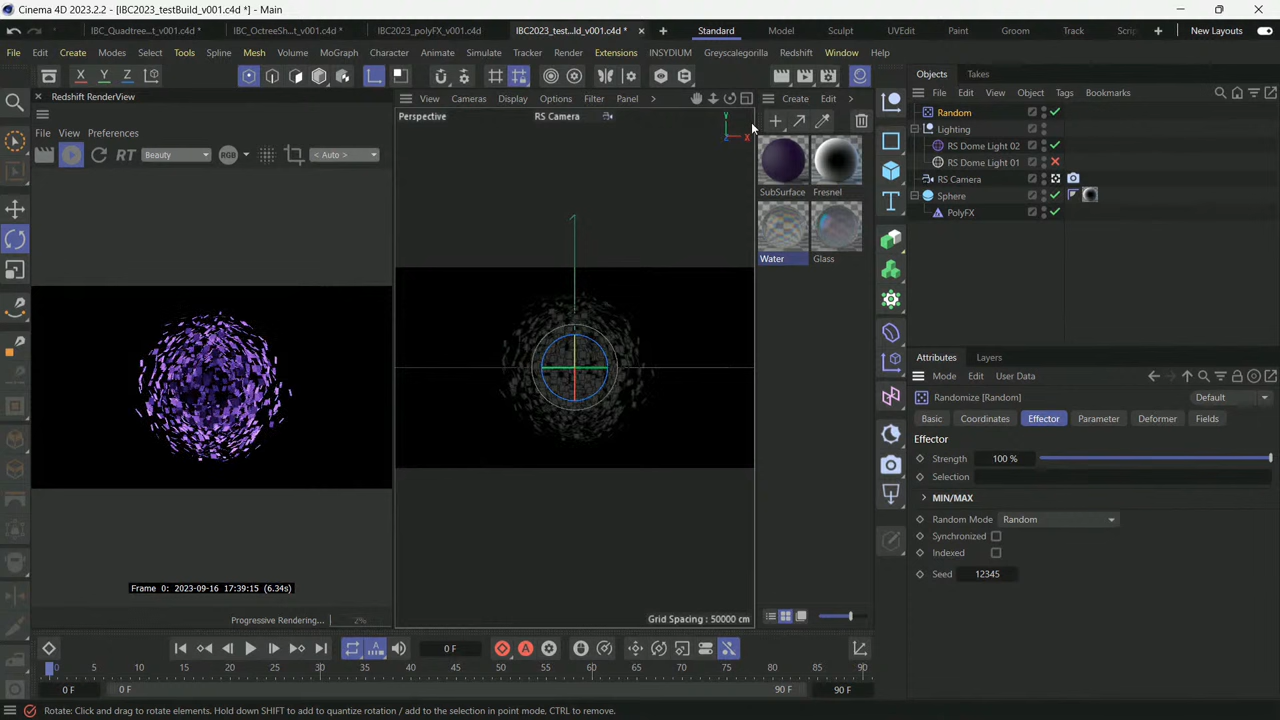 Cinema 4D 2023.2.2 - [IBC2023_testBuild_v001.c4d *] - Main
IBC_Quadtree***t_v001.c4d *
IBC_OctreeSh***t_v001.c4d *
IBC2023_polyFX_v001.c4d
IBC2023_test***t_v001.c4d *
Standard
Model
Sculpt
UVEdit
Paint
Groom
Track
New Layouts
File Edit Create Modes Select Tools Spline Mesh Volume MoGraph Character Animate Simulate Tracker Render Extensions INSYDIUM Greyscalegorilla Redshift Window Help
X Y Z
Objects Takes
Redshift RenderView
View Cameras Display Options Filter Panel
Create Edit
File Edit View Object Tags Bookmarks
Perspective
RS Camera
Random
Lighting
RS Dome Light 02
RS Dome Light 01
RS Camera
Sphere
PolyFX
File View Preferences
RT
Beauty
RGB
< Auto >
SubSurface
Fresnel
Water
Glass
Attributes Layers
Mode Edit User Data
Randomize [Random]
Default
Basic Coordinates Effector Parameter Deformer Fields
Effector
Strength 100 %
Selection
MIN/MAX
Random Mode Random
Synchronized
Indexed
Seed 12345
Frame 0: 2023-09-16 17:39:15 (6.34s)
Progressive Rendering... 2%
Grid Spacing : 50000 cm
0 F
0 5 10 15 20 25 30 35 40 45 50 55 60 65 70 75 80 85 90
0 F
0 F
90 F
90 F
Rotate: Click and drag to rotate elements. Hold down SHIFT to add to quantize rotation / add to the selection in point mode, CTRL to remove.